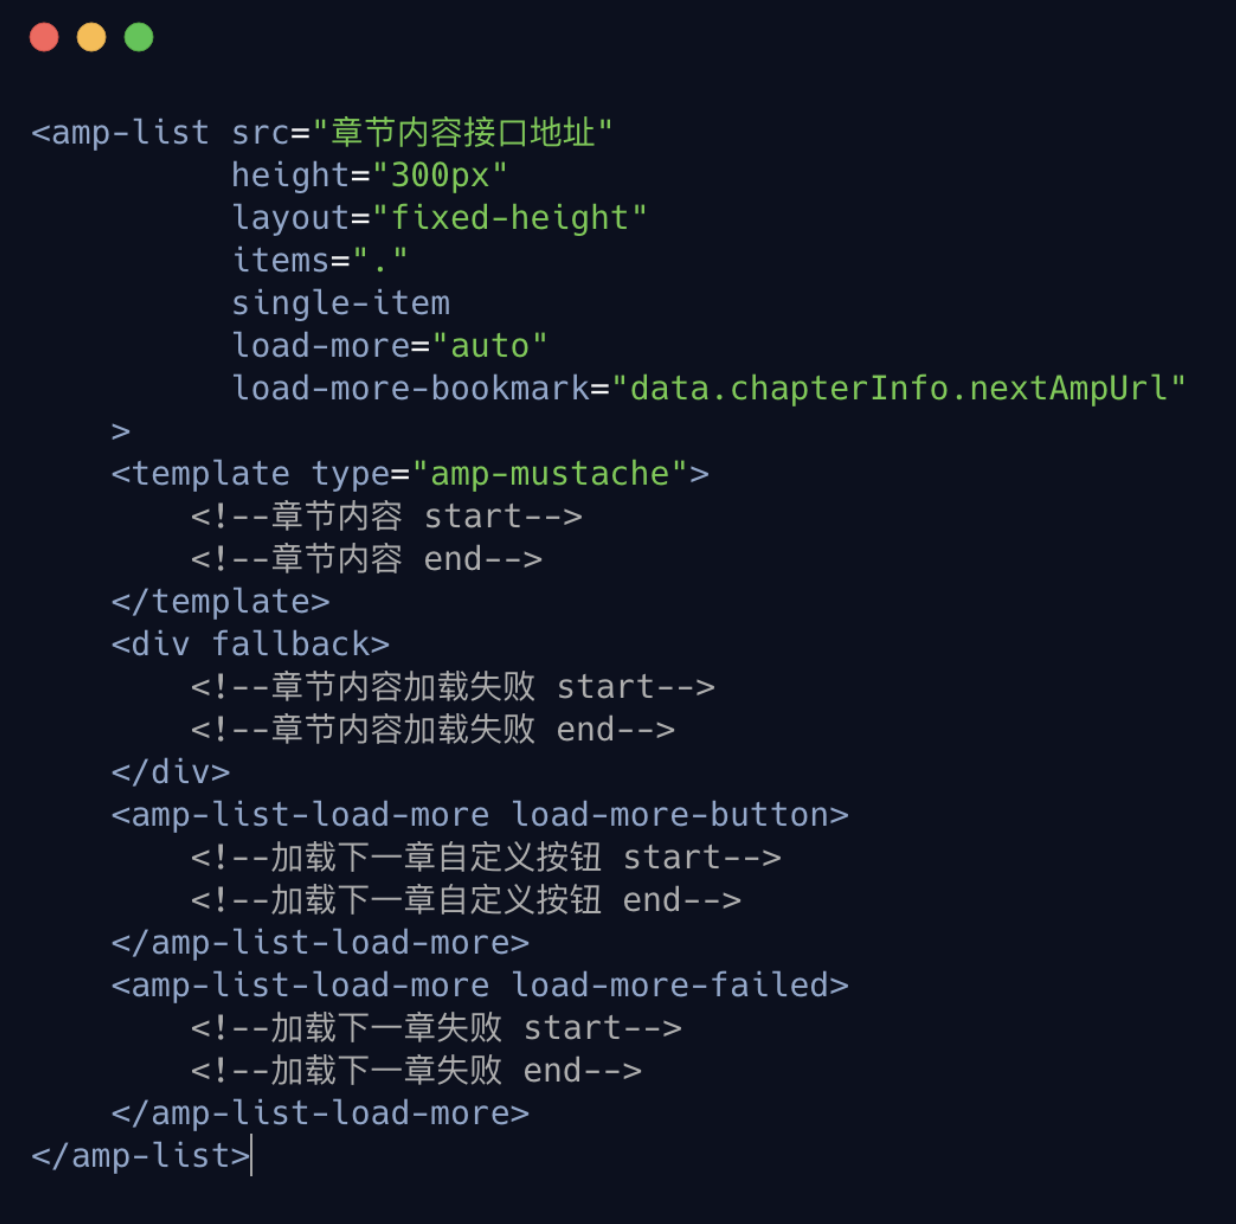 <amp-list src="章节内容接口地址"
          height="300px"
          layout="fixed-height"
          items="."
          single-item
          load-more="auto"
          load-more-bookmark="data.chapterInfo.nextAmpUrl"
    >
    <template type="amp-mustache">
        <!--章节内容 start-->
        <!--章节内容 end-->
    </template>
    <div fallback>
        <!--章节内容加载失败 start-->
        <!--章节内容加载失败 end-->
    </div>
    <amp-list-load-more load-more-button>
        <!--加载下一章自定义按钮 start-->
        <!--加载下一章自定义按钮 end-->
    </amp-list-load-more>
    <amp-list-load-more load-more-failed>
        <!--加载下一章失败 start-->
        <!--加载下一章失败 end-->
    </amp-list-load-more>
</amp-list>